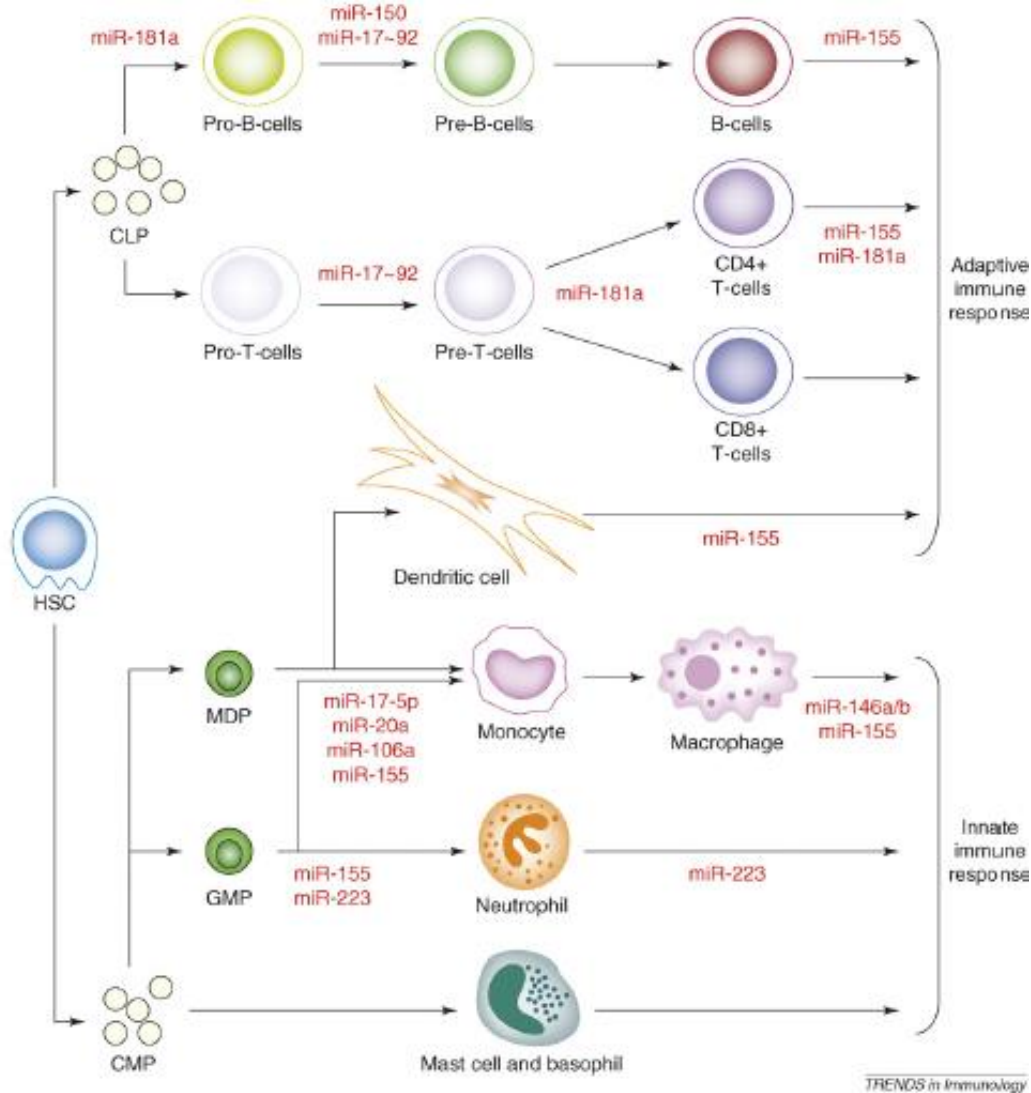 miR-181a
miR-150
miR-17~92
miR-155
Pro-B-cells
Pre-B-cells
B-cells
CLP
miR-17~92
miR-181a
miR-155
miR-181a
CD4+
T-cells
Pro-T-cells
Pre-T-cells
CD8+
T-cells
Adaptive
immune
response
miR-155
Dendritic cell
HSC
MDP
miR-17-5p
miR-20a
miR-106a
miR-155
Monocyte
Macrophage
miR-146a/b
miR-155
GMP
miR-155
miR-223
Neutrophil
miR-223
Innate
immune
response
CMP
Mast cell and basophil
TRENDS in Immunology